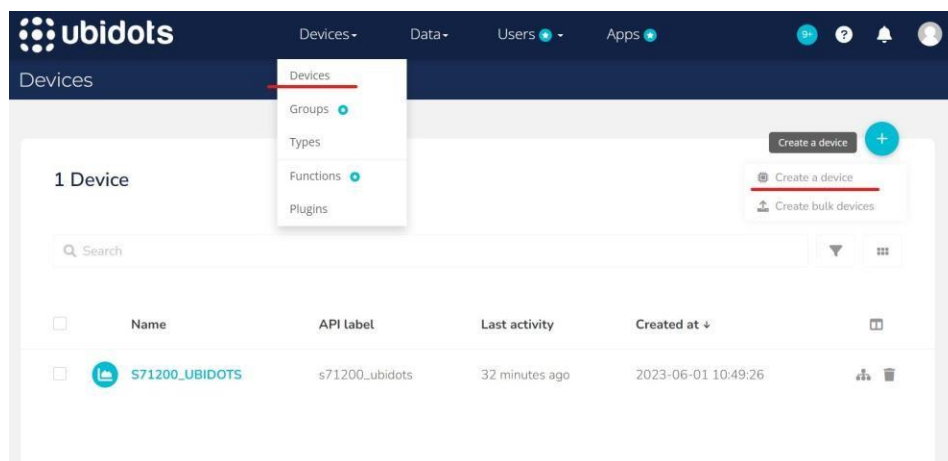 ubidots
Devices
Data
Users
Apps
9+
?
Devices
Devices
Groups
Types
Functions
Plugins
Create a device
+
Create a device
Create bulk devices
1 Device
Search
Name API label Last activity Created at ↓
S71200_UBIDOTS s71200_ubidots 32 minutes ago 2023-06-01 10:49:26